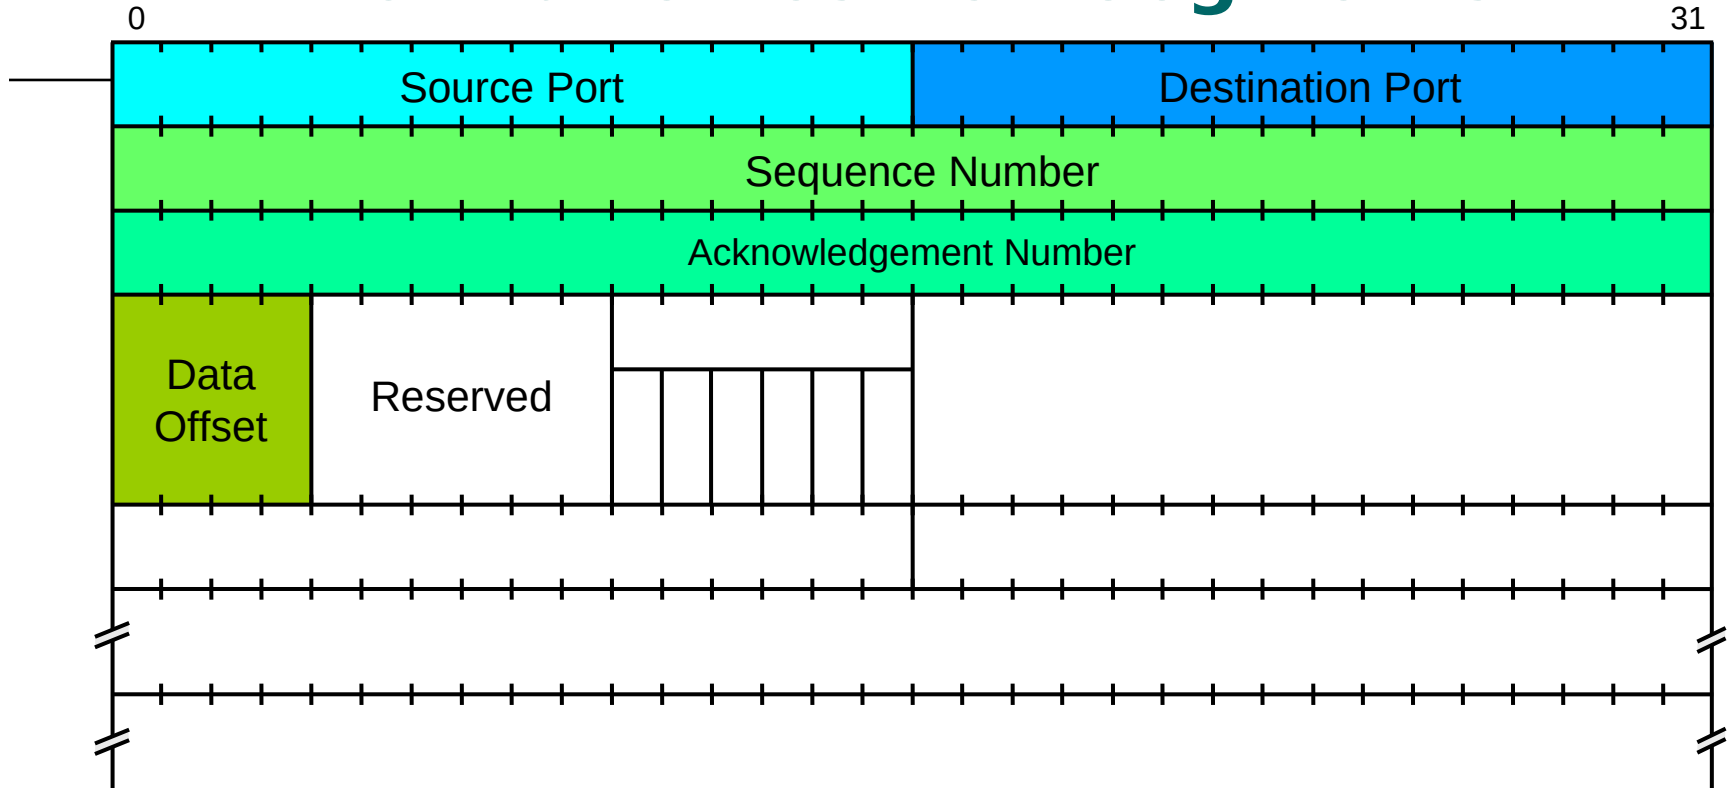 0 31
Source Port Destination Port
Sequence Number
Acknowledgement Number
Data
Offset
Reserved